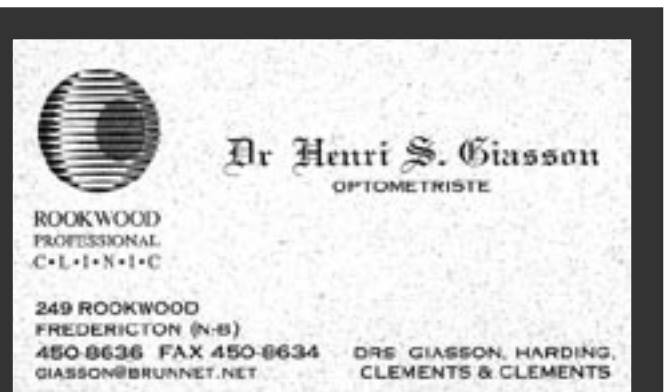 Dr Henri S. Giasson
OPTOMETRISTE
ROOKWOOD
PROFESSIONAL
C•L•I•N•I•C
249 ROOKWOOD
FREDERICTON (N-B)
450-8636 FAX 450-8634
GIASSON@BRUNNET.NET
DRS GIASSON, HARDING,
CLEMENTS & CLEMENTS